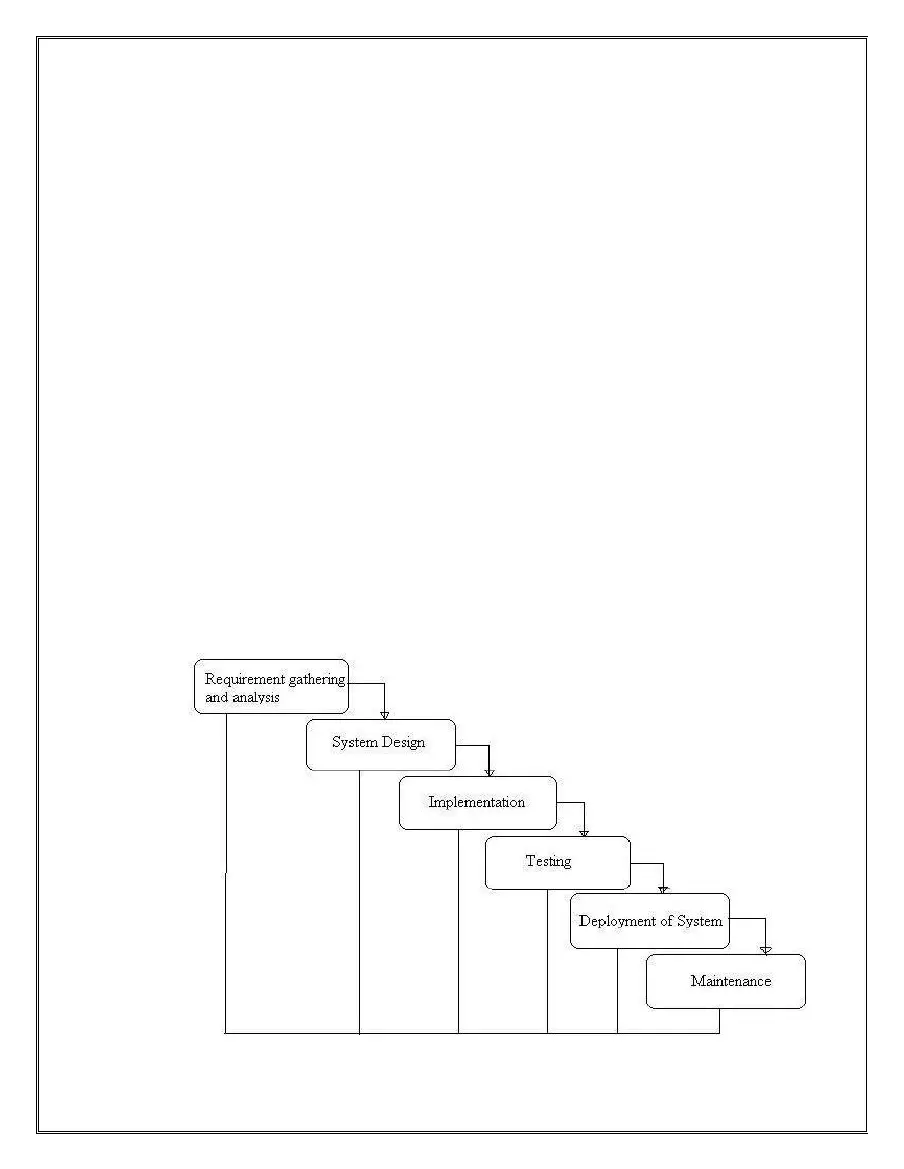 Requirement gathering
and analysis
System Design
Implementation
Testing
Deployment of System
Maintenance